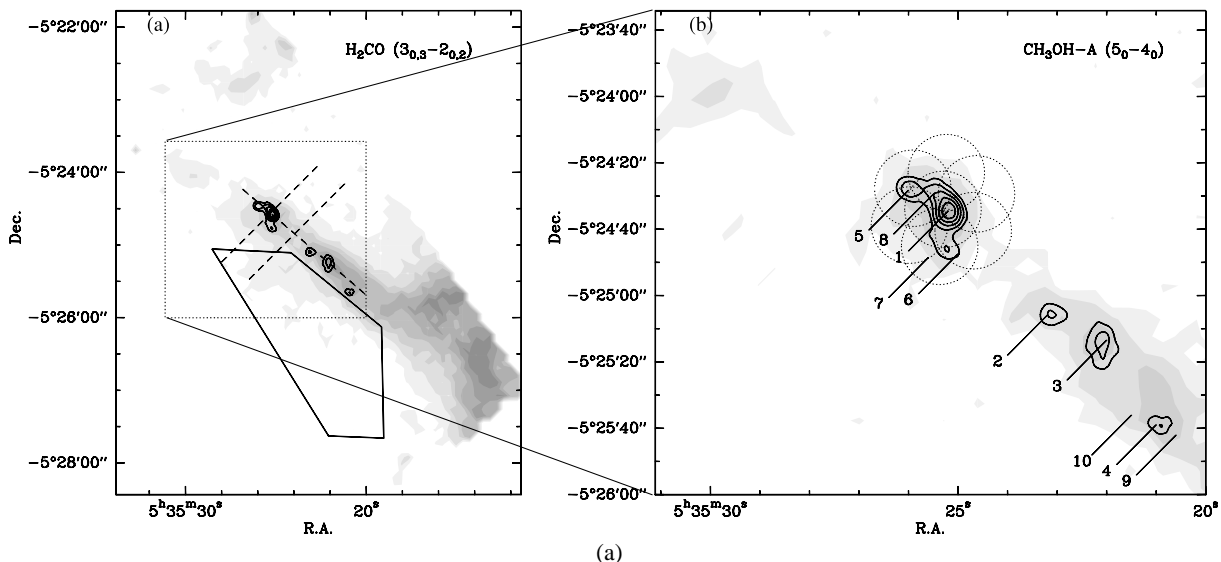 (a)
H₂CO (3₀,₃−2₀,₂)
−5°22′00″
−5°24′00″
−5°26′00″
−5°28′00″
Dec.
5ʰ35ᵐ30ˢ
20ˢ
R.A.
(b)
CH₃OH−A (5₀−4₀)
−5°23′40″
−5°24′00″
−5°24′20″
−5°24′40″
−5°25′00″
−5°25′20″
−5°25′40″
−5°28′00″
Dec.
5
8
1
7
6
2
3
10
4
9
5ʰ35ᵐ30ˢ
25ˢ
20ˢ
R.A.
(a)